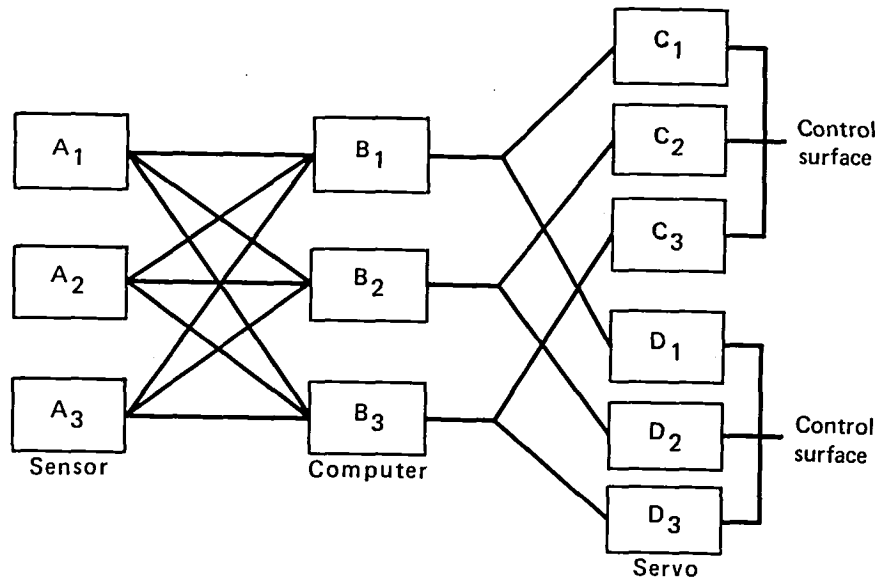 A1
A2
A3
Sensor
B1
B2
B3
Computer
C1
C2
C3
D1
D2
D3
Servo
Control
surface
Control
surface